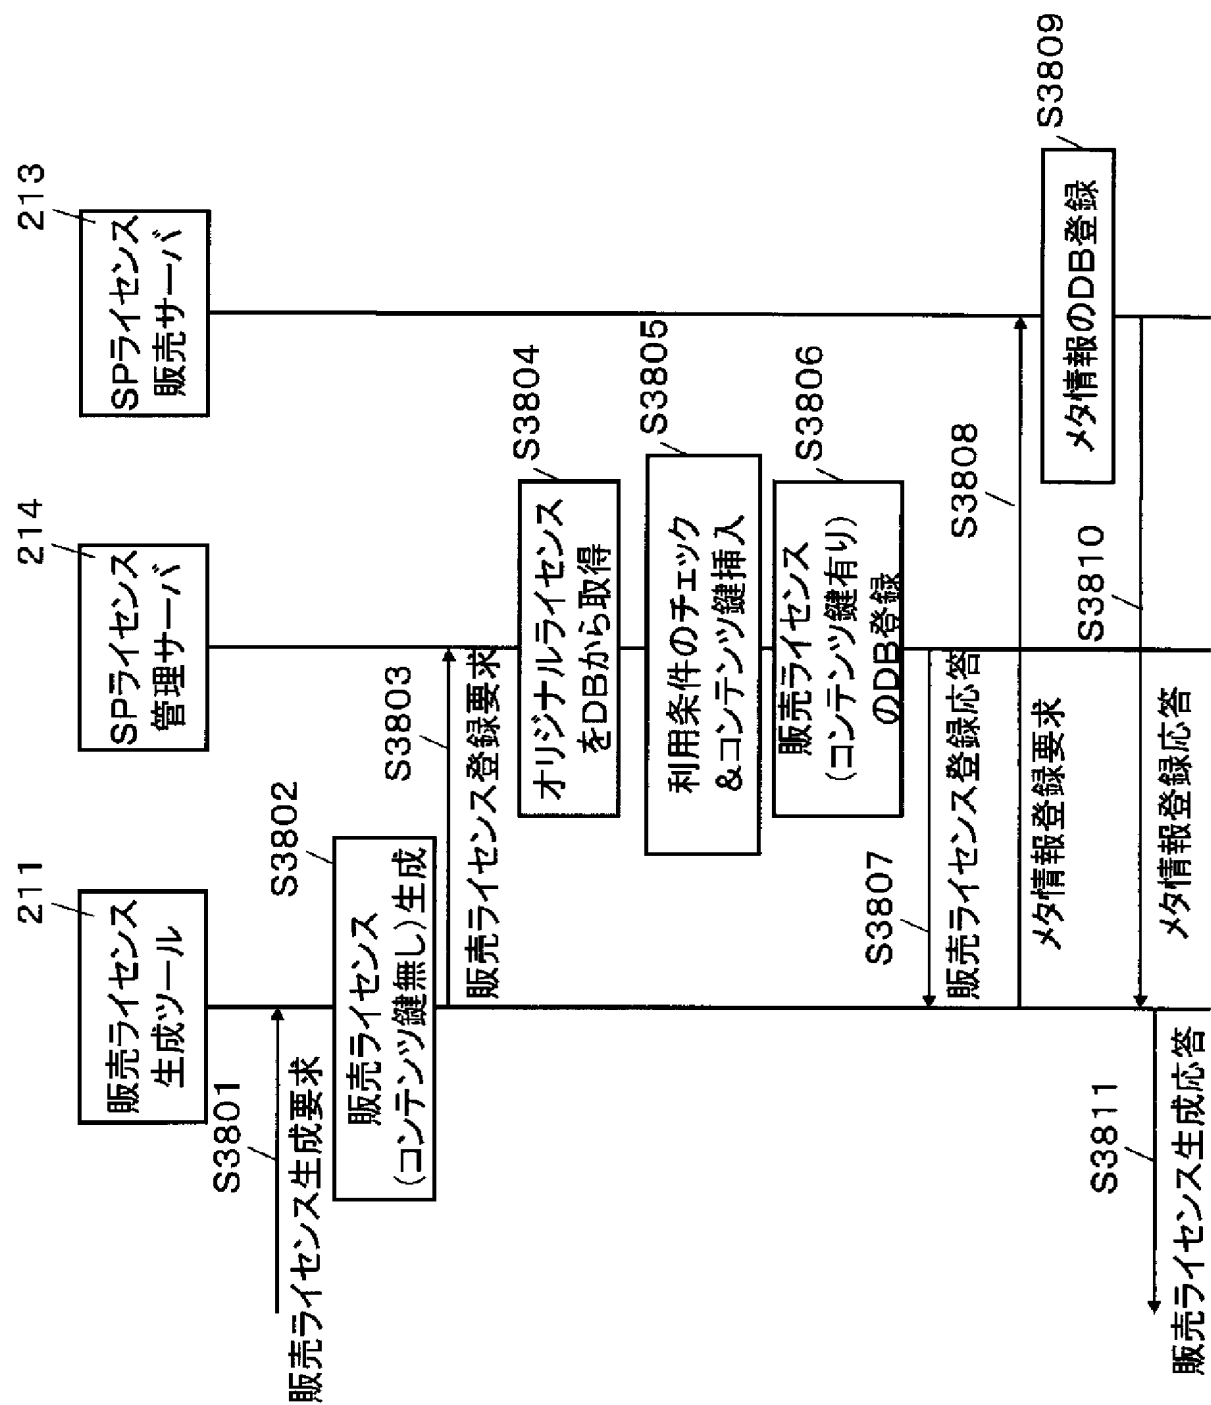 211
販売ライセンス
生成ツール
214
SPライセンス
管理サーバ
213
SPライセンス
販売サーバ
S3801
販売ライセンス生成要求
S3802
販売ライセンス
(コンテンツ鍵無し)生成
S3803
販売ライセンス登録要求
S3804
オリジナルライセンス
をDBから取得
S3805
利用条件のチェック
&コンテンツ鍵挿入
S3806
販売ライセンス
(コンテンツ鍵有り)
のDB登録
S3807
販売ライセンス登録応答
S3808
メタ情報登録要求
S3809
メタ情報のDB登録
S3810
メタ情報登録応答
S3811
販売ライセンス生成応答